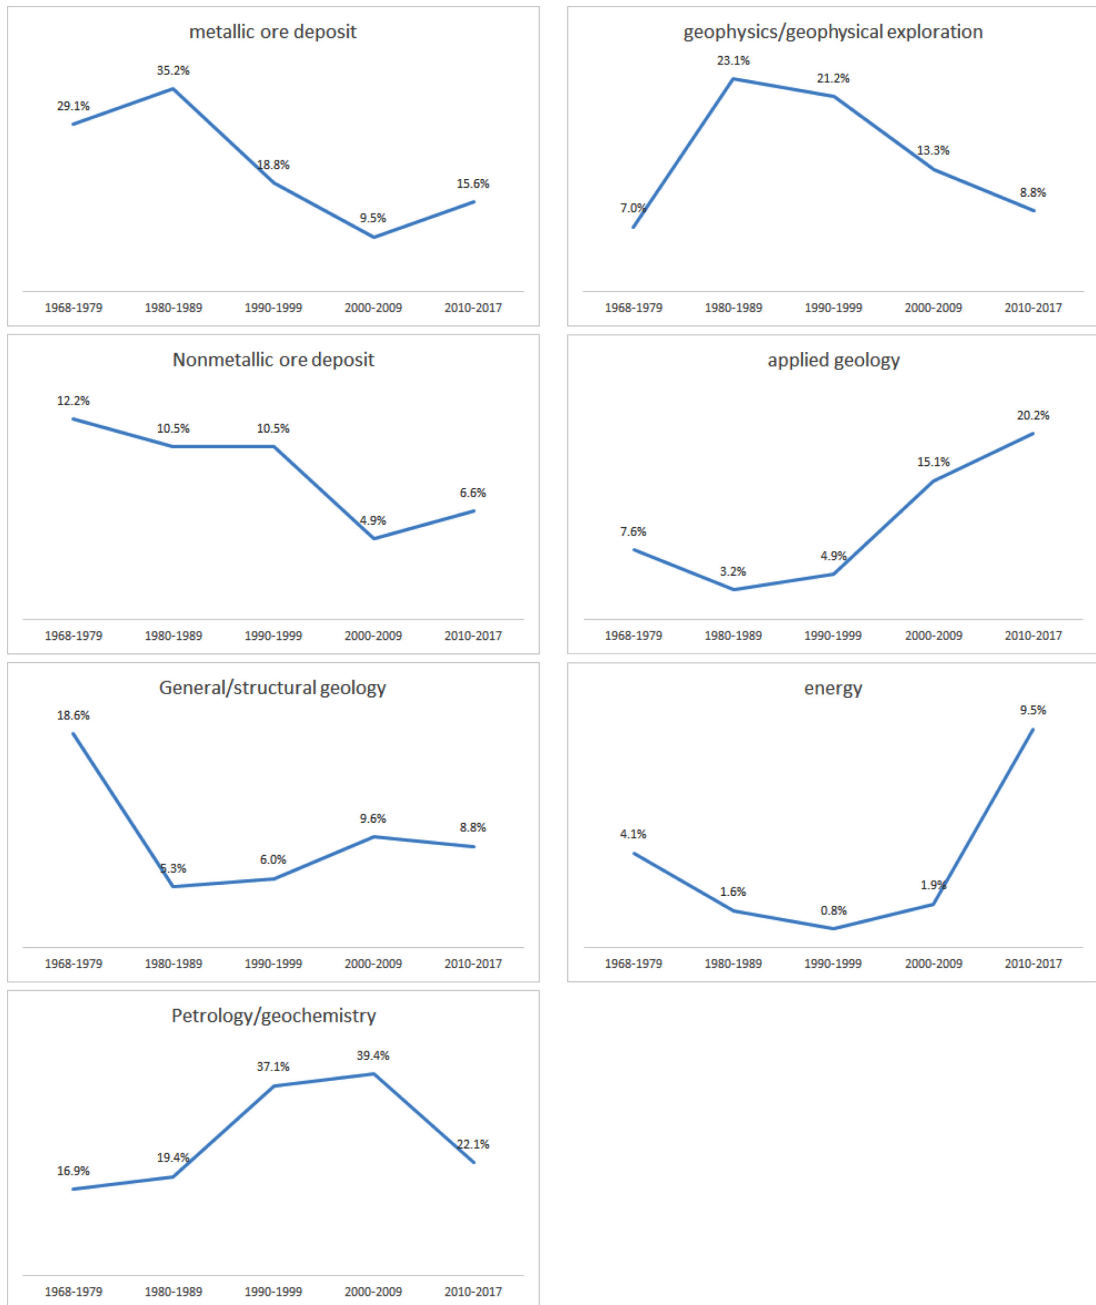 metallic ore deposit
35.2%
29.1%
18.8%
15.6%
9.5%
1968-1979 1980-1989 1990-1999 2000-2009 2010-2017
geophysics/geophysical exploration
23.1%
21.2%
13.3%
8.8%
7.0%
1968-1979 1980-1989 1990-1999 2000-2009 2010-2017
Nonmetallic ore deposit
12.2%
10.5% 10.5%
6.6%
4.9%
1968-1979 1980-1989 1990-1999 2000-2009 2010-2017
applied geology
20.2%
15.1%
7.6%
4.9%
3.2%
1968-1979 1980-1989 1990-1999 2000-2009 2010-2017
General/structural geology
18.6%
9.6%
8.8%
6.0%
5.3%
1968-1979 1980-1989 1990-1999 2000-2009 2010-2017
energy
9.5%
4.1%
1.6% 1.9%
0.8%
1968-1979 1980-1989 1990-1999 2000-2009 2010-2017
Petrology/geochemistry
39.4%
37.1%
22.1%
19.4%
16.9%
1968-1979 1980-1989 1990-1999 2000-2009 2010-2017